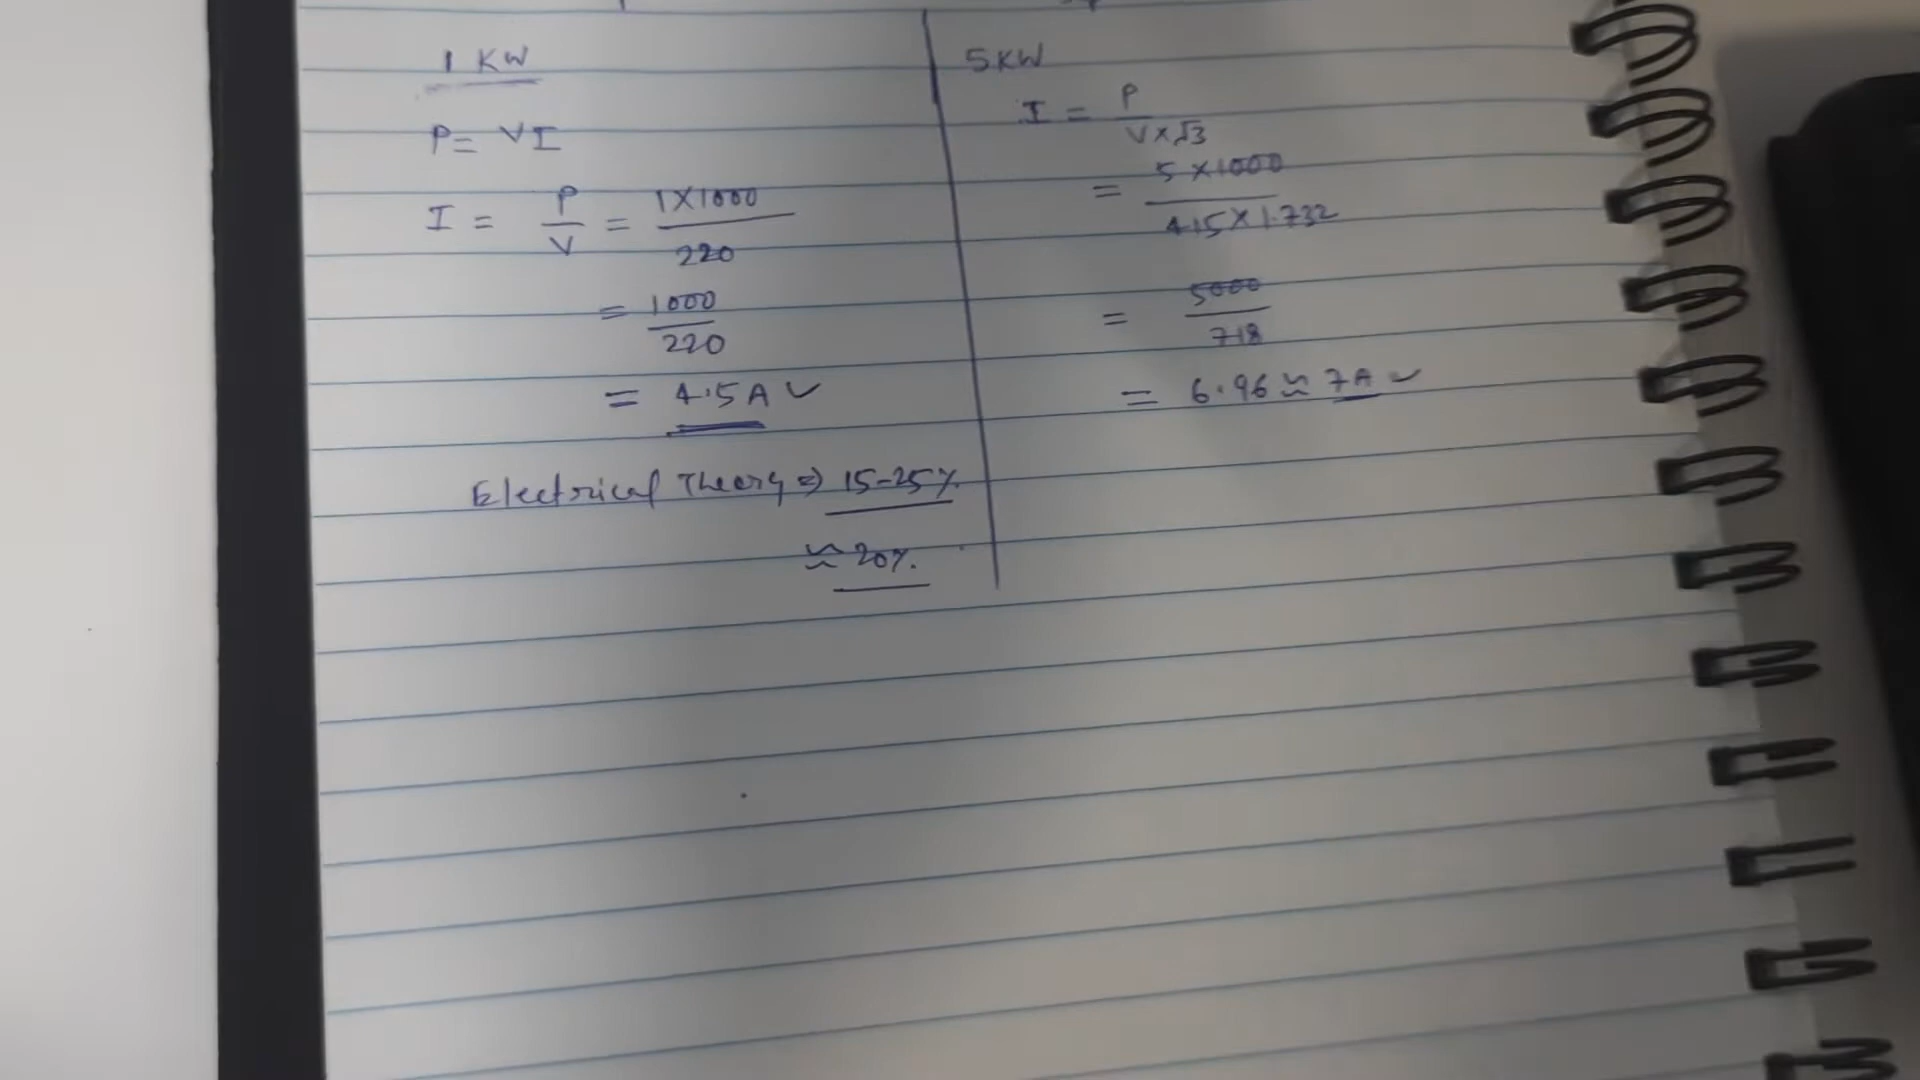 1 KW
P = VI
I = P/V = 1X1000/220
= 1000/220
= 4.5A ✓
Electrical Theory ⇒ 15-25%.
≈ 20%.
5KW
I = P/V×√3
= 5 ×1000/415×1.732
= 5000/718
= 6.96 ≈ 7A ✓